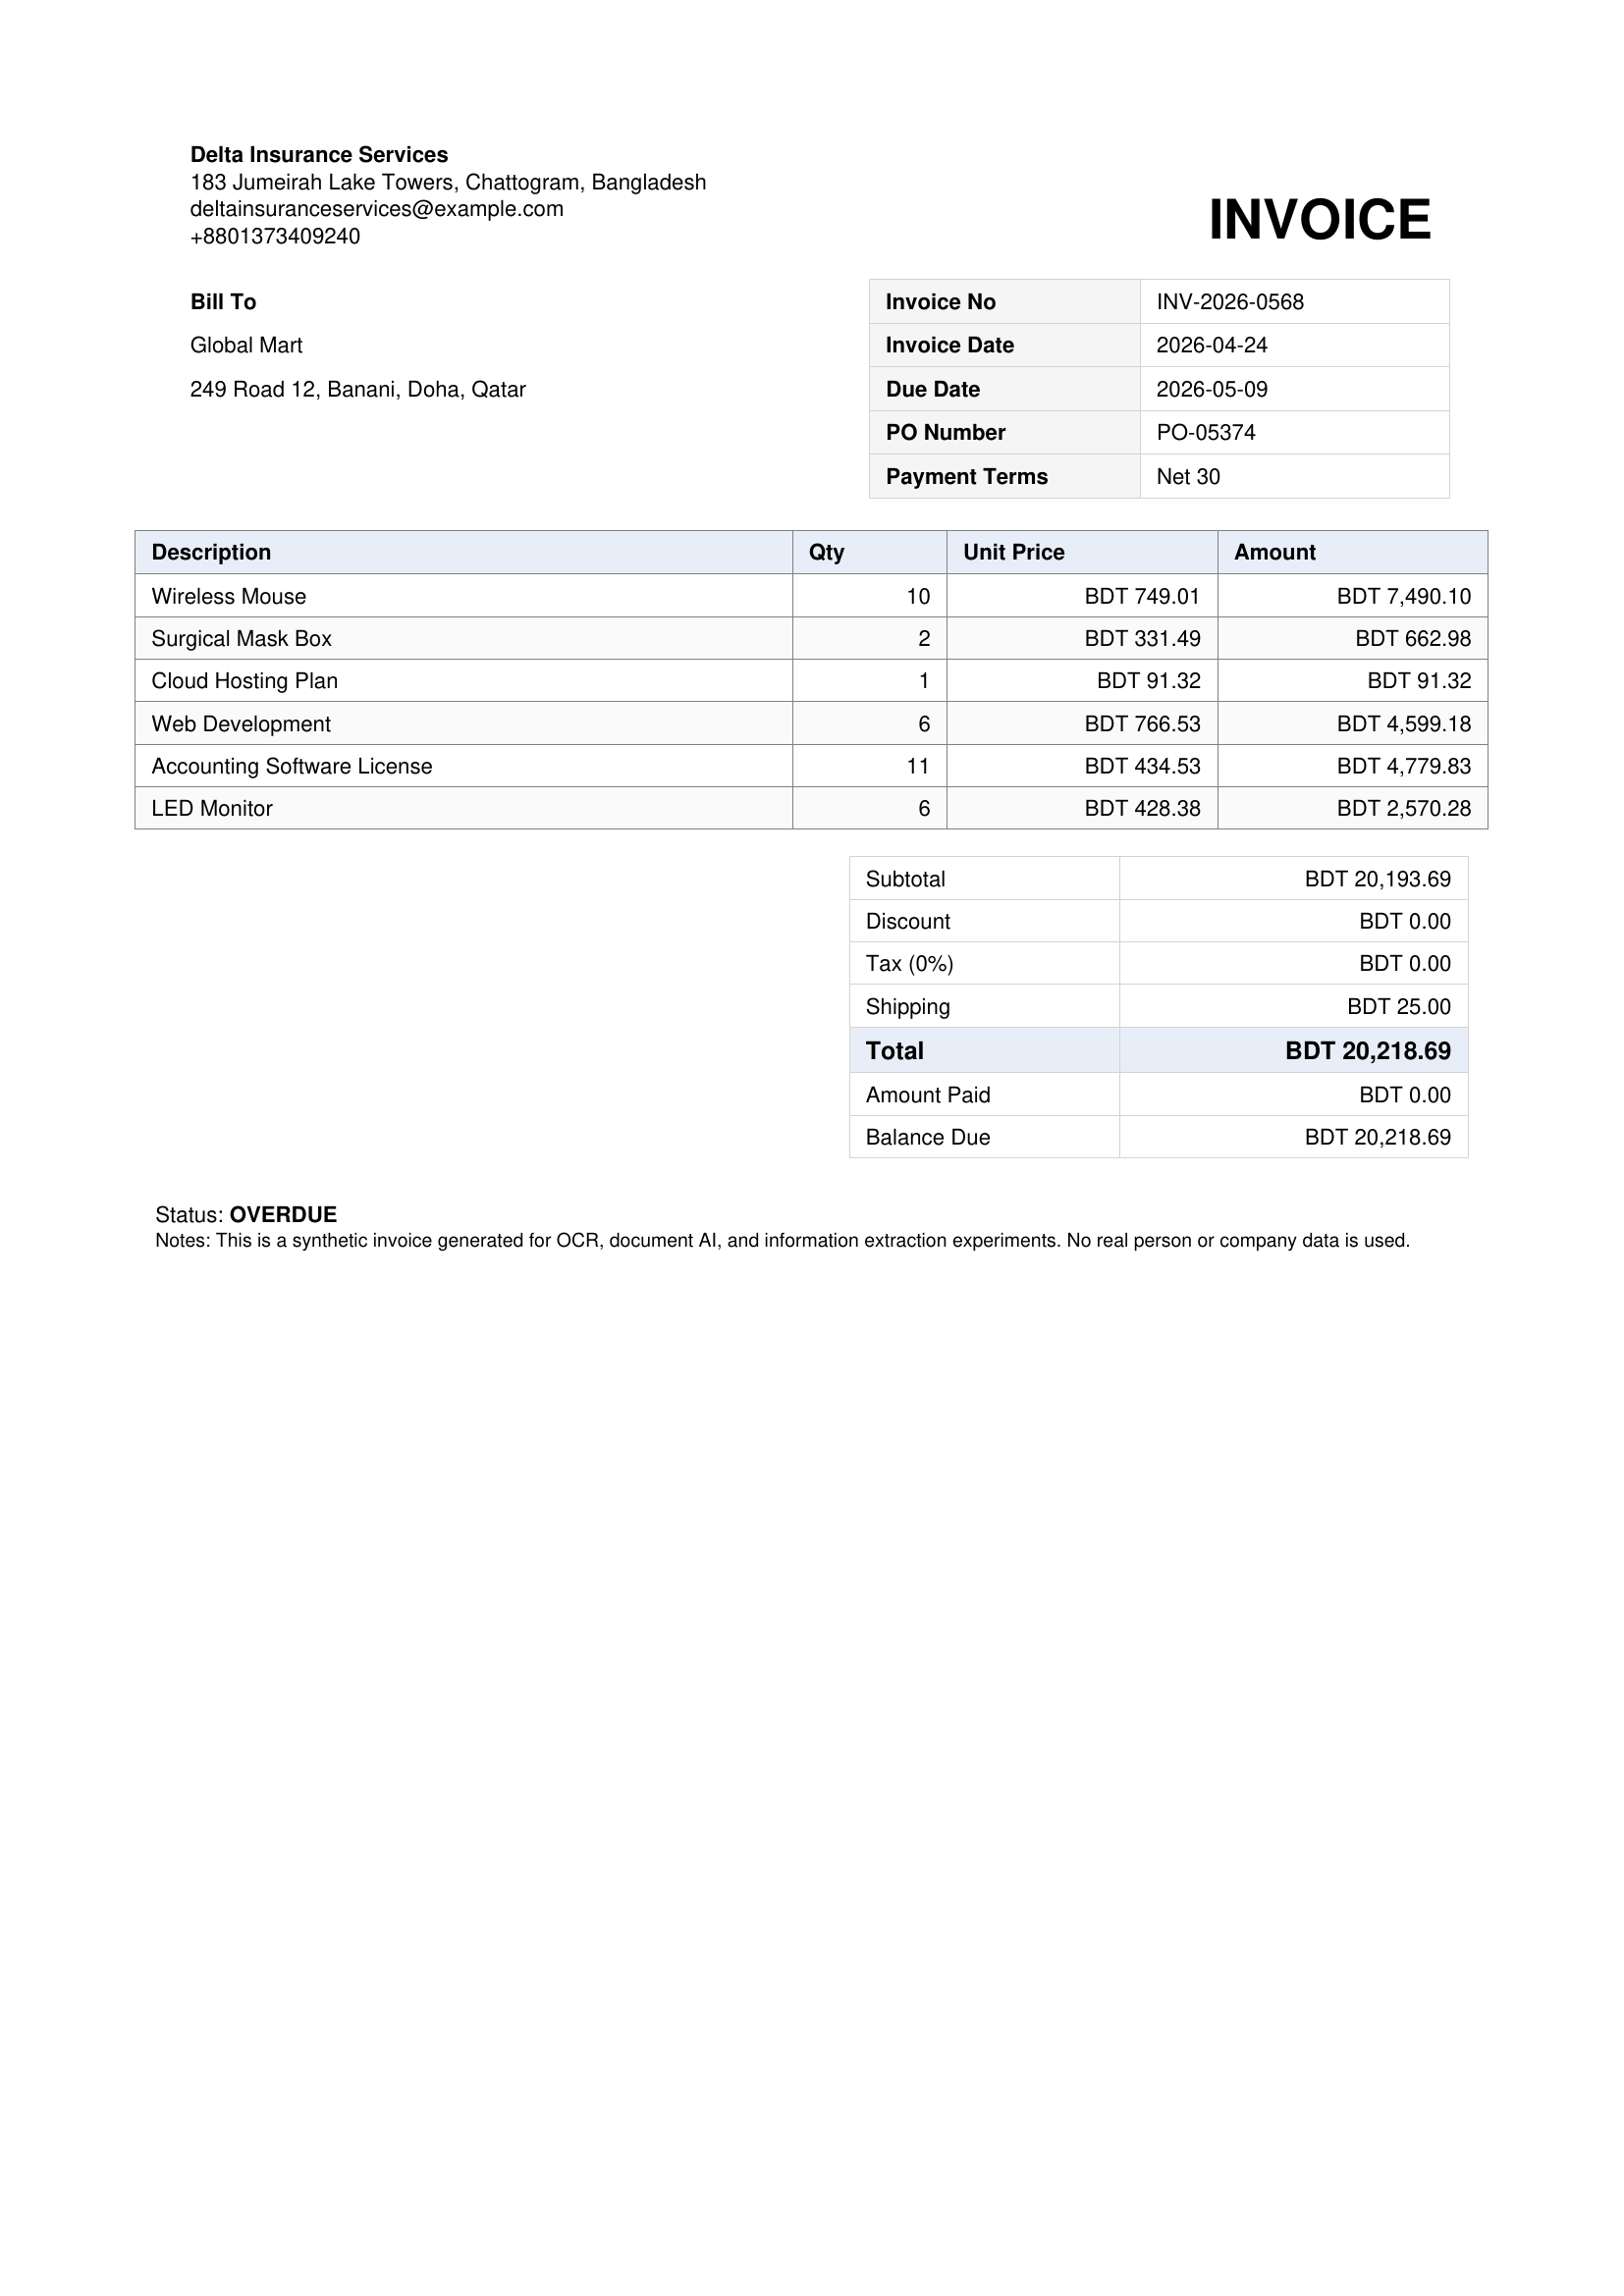 Delta Insurance Services
183 Jumeirah Lake Towers, Chattogram, Bangladesh
deltainsuranceservices@example.com
+8801373409240
INVOICE
Bill To
Global Mart
249 Road 12, Banani, Doha, Qatar
Invoice No INV-2026-0568
Invoice Date 2026-04-24
Due Date 2026-05-09
PO Number PO-05374
Payment Terms Net 30
Description Qty Unit Price Amount
Wireless Mouse 10 BDT 749.01 BDT 7,490.10
Surgical Mask Box 2 BDT 331.49 BDT 662.98
Cloud Hosting Plan 1 BDT 91.32 BDT 91.32
Web Development 6 BDT 766.53 BDT 4,599.18
Accounting Software License 11 BDT 434.53 BDT 4,779.83
LED Monitor 6 BDT 428.38 BDT 2,570.28
Subtotal BDT 20,193.69
Discount BDT 0.00
Tax (0%) BDT 0.00
Shipping BDT 25.00
Total BDT 20,218.69
Amount Paid BDT 0.00
Balance Due BDT 20,218.69
Status: OVERDUE
Notes: This is a synthetic invoice generated for OCR, document AI, and information extraction experiments. No real person or company data is used.